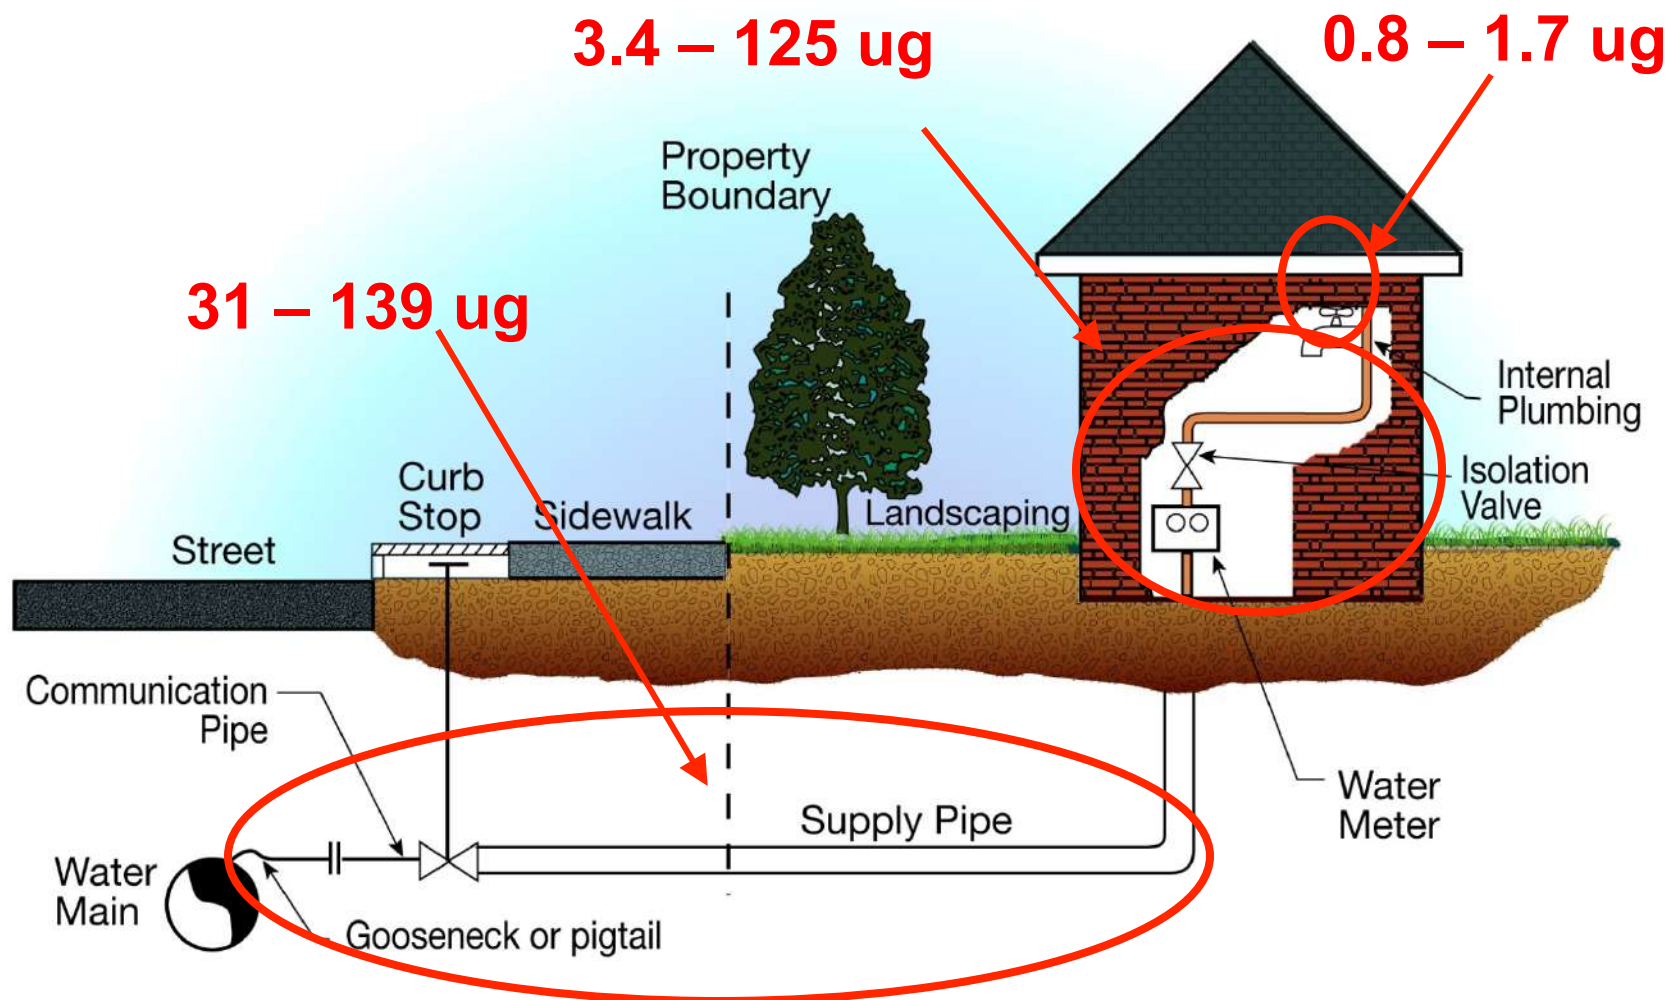 3.4 – 125 ug
0.8 – 1.7 ug
Property
Boundary
31 – 139 ug
Internal
Plumbing
Curb
Stop
Sidewalk
Landscaping
Isolation
Valve
Street
Communication
Pipe
Supply Pipe
Water
Meter
Water
Main
Gooseneck or pigtail